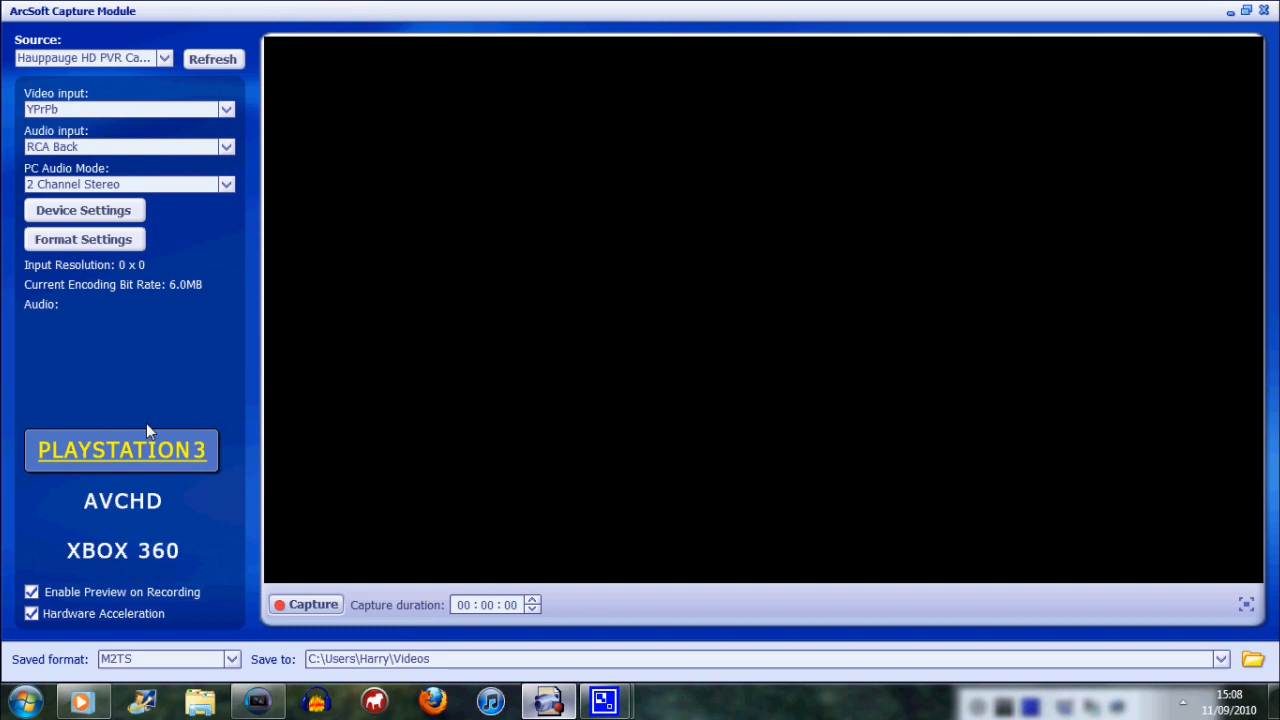 ArcSoft Capture Module
Source:
Hauppauge HD PVR Ca...
Refresh
Video input:
YPrPb
Audio input:
RCA Back
PC Audio Mode:
2 Channel Stereo
Device Settings
Format Settings
Input Resolution: 0 x 0
Current Encoding Bit Rate: 6.0MB
Audio:
PLAYSTATION3
AVCHD
XBOX 360
Enable Preview on Recording
Hardware Acceleration
Capture
Capture duration:
00 : 00 : 00
Saved format:
M2TS
Save to:
C:\Users\Harry\Videos
15:08
11/09/2010